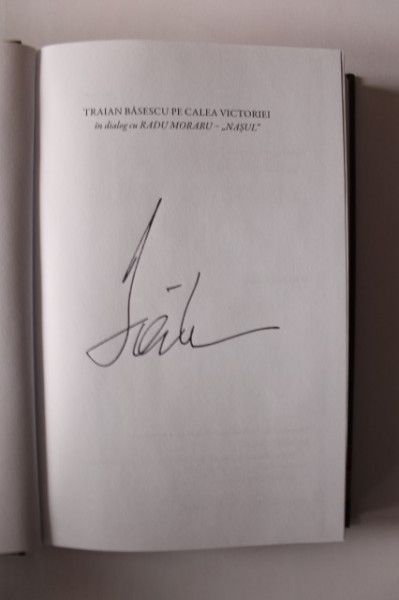 TRAIAN BĂSESCU PE CALEA VICTORIEI
în dialog cu RADU MORARU – „NAȘUL”